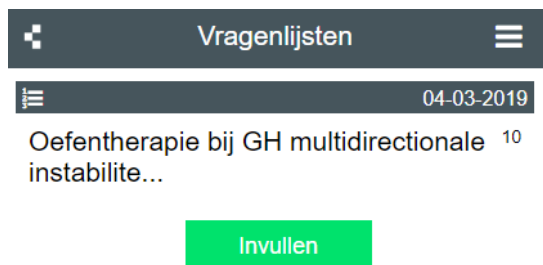 Vragenlijsten
04-03-2019
Oefentherapie bij GH multidirectionale 10
instabilite...
Invullen